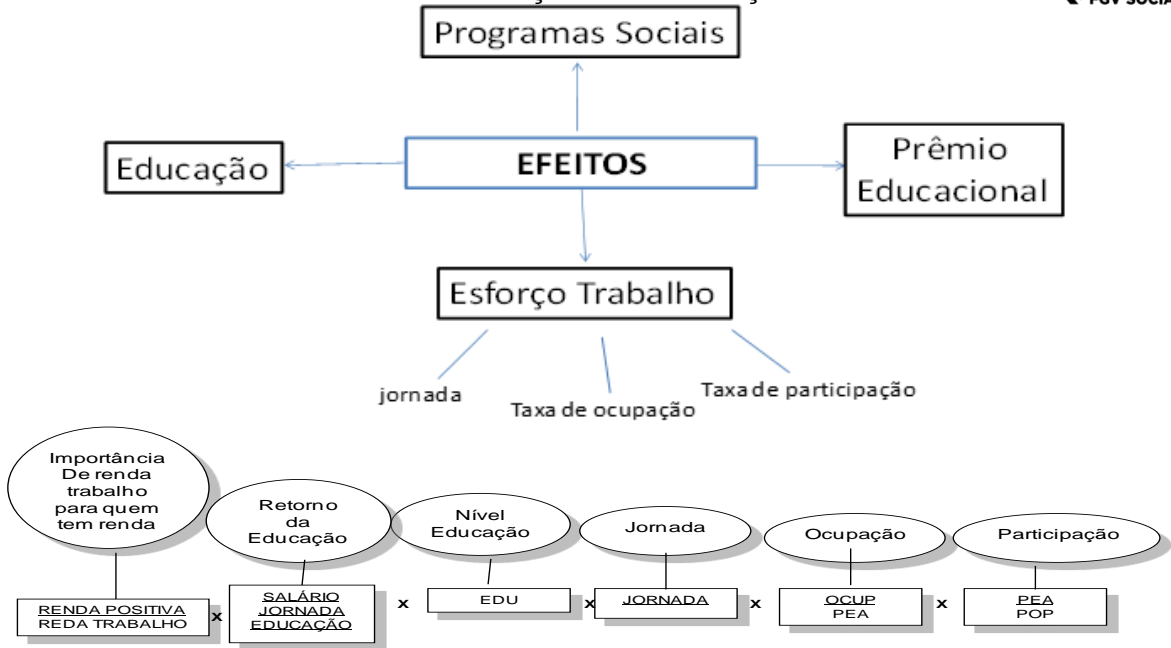 Programas Sociais
Educação
EFEITOS
Prêmio
Educacional
Esforço Trabalho
jornada
Taxa de ocupação
Taxa de participação
Importância
De renda
trabalho
para quem
tem renda
Retorno
da
Educação
Nível
Educação
Jornada
Ocupação
Participação
RENDA POSITIVA
REDA TRABALHO
x
SALÁRIO
JORNADA
EDUCAÇÃO
x
EDU
x
JORNADA
x
OCUP
PEA
x
PEA
POP